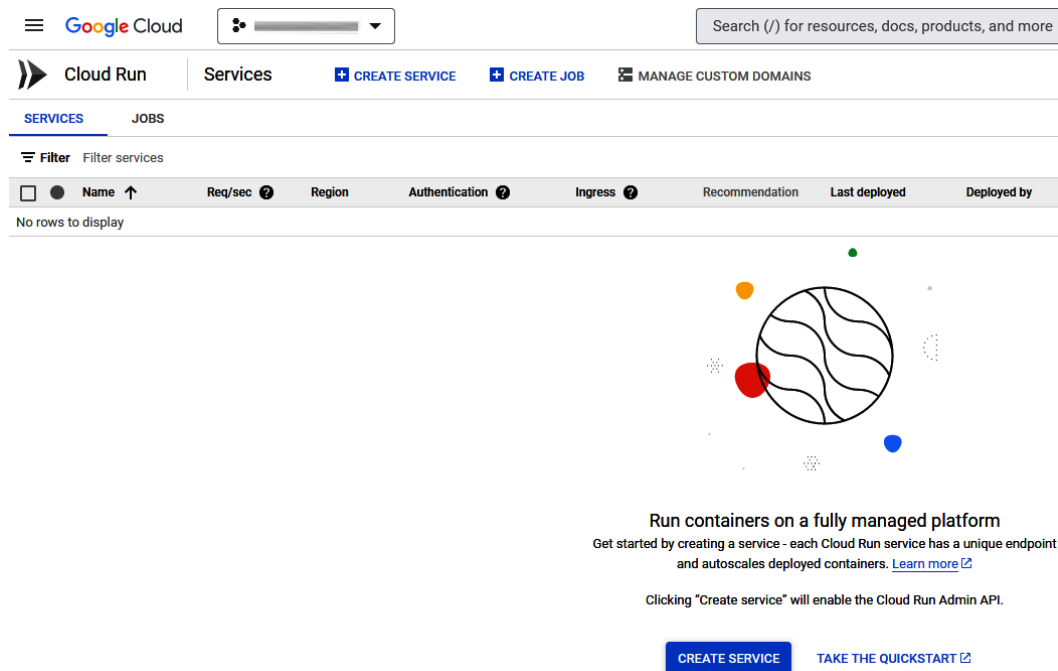 Google Cloud
Search (/) for resources, docs, products, and more
Cloud Run Services CREATE SERVICE CREATE JOB MANAGE CUSTOM DOMAINS
SERVICES JOBS
Filter Filter services
Name Req/sec Region Authentication Ingress Recommendation Last deployed Deployed by
No rows to display
Run containers on a fully managed platform
Get started by creating a service - each Cloud Run service has a unique endpoint
and autoscales deployed containers. Learn more
Clicking “Create service” will enable the Cloud Run Admin API.
CREATE SERVICE TAKE THE QUICKSTART